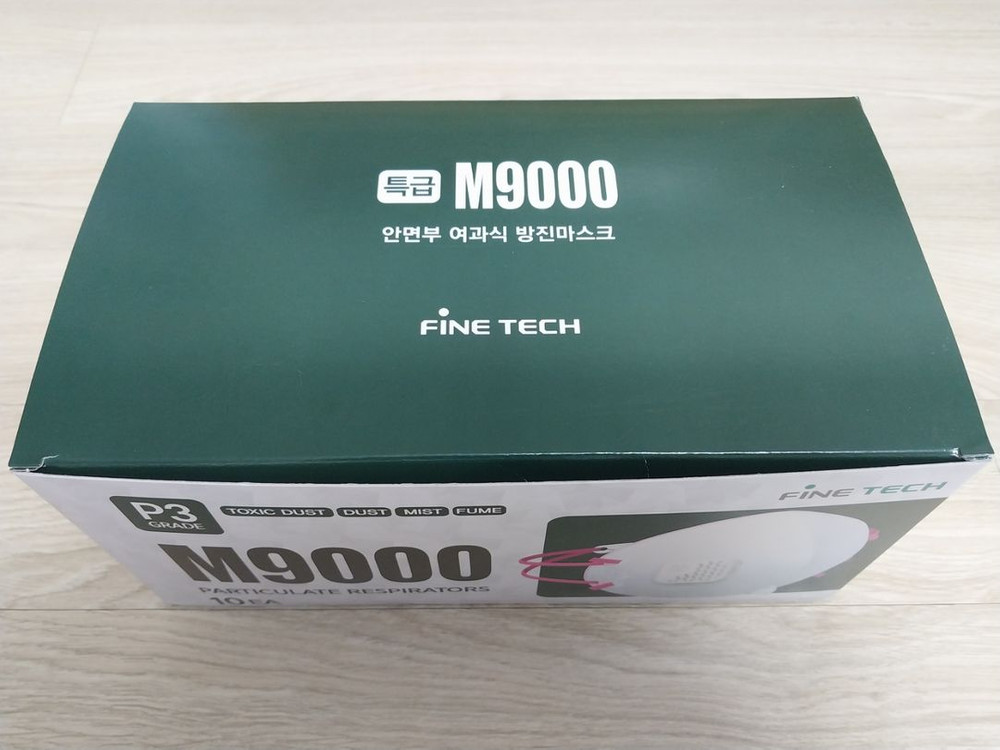 특급 M9000
안면부 여과식 방진마스크
FiNE TECH
FiNE TECH
P3
GRADE
TOXIC DUST DUST MIST FUME
M9000
PARTICULATE RESPIRATORS
10 EA